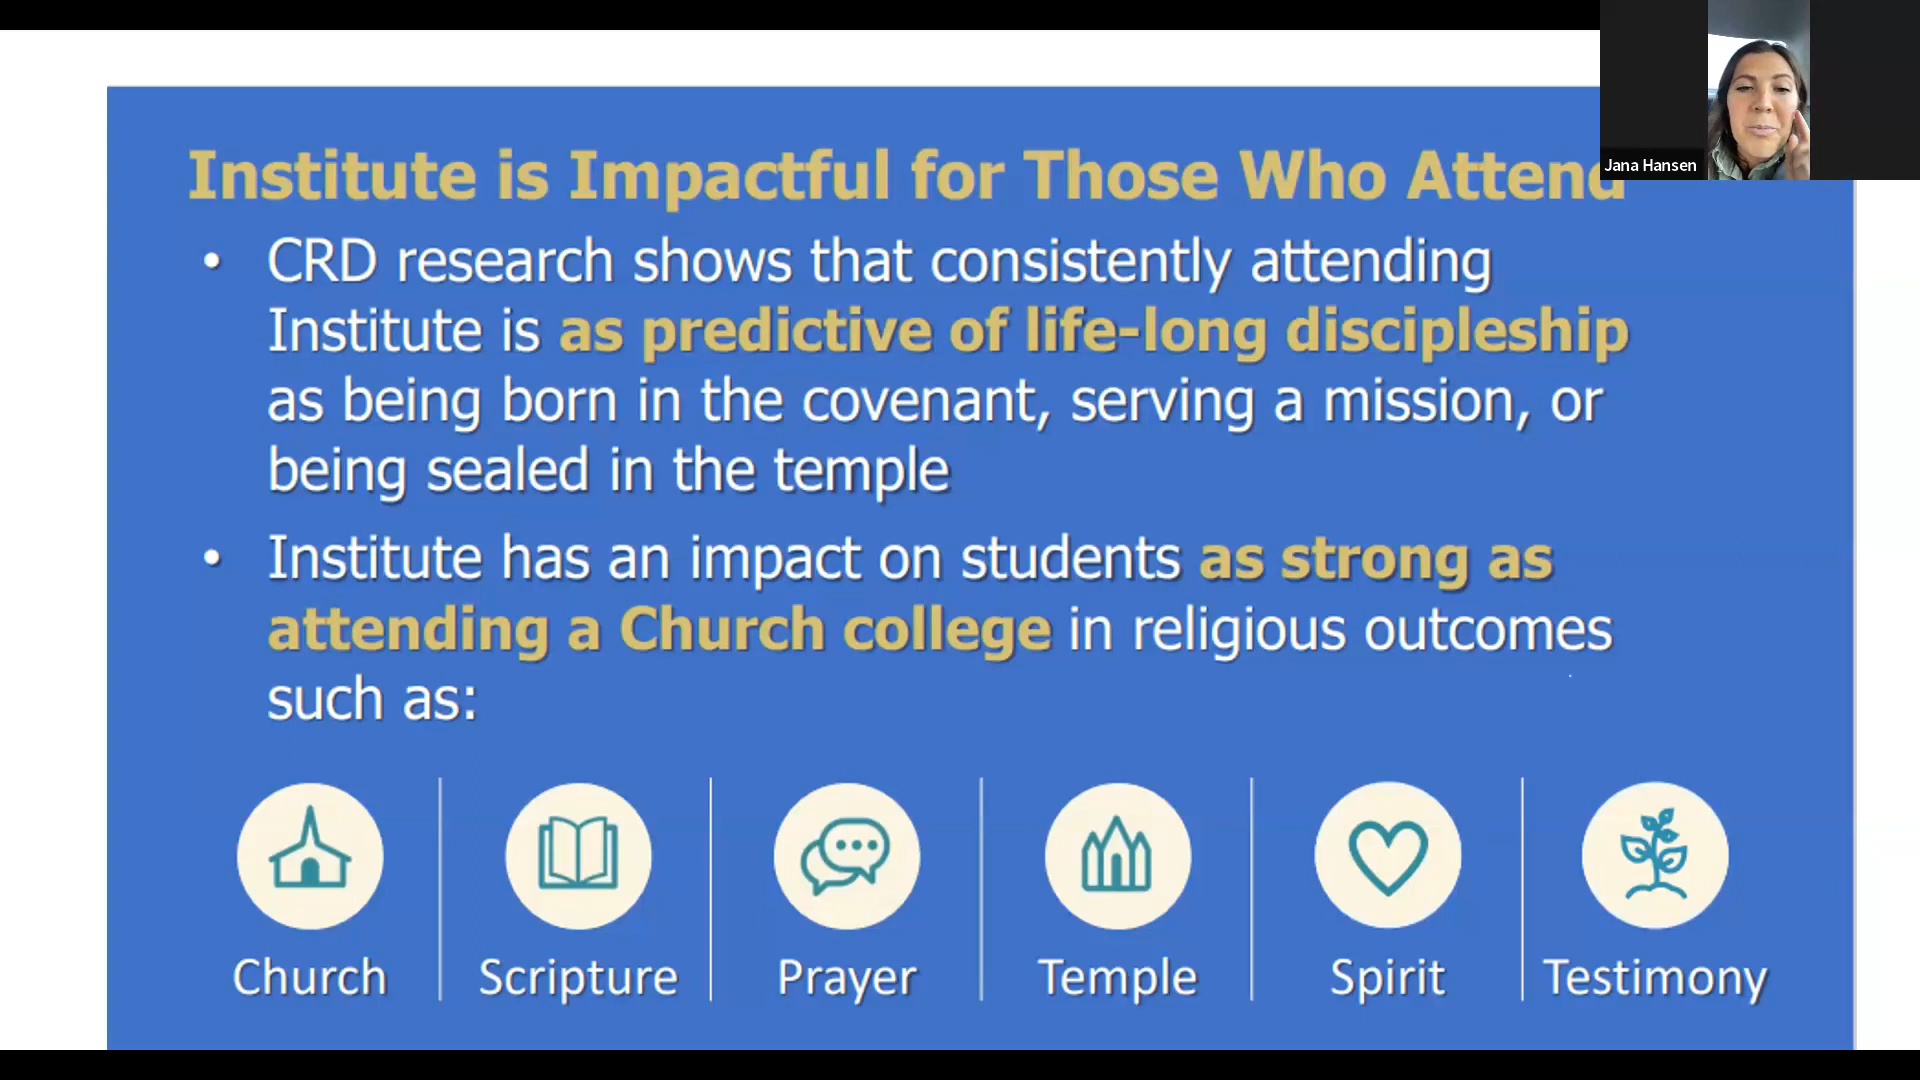 Institute is Impactful for Those Who Attend
Jana Hansen
• CRD research shows that consistently attending
Institute is as predictive of life-long discipleship
as being born in the covenant, serving a mission, or
being sealed in the temple
• Institute has an impact on students as strong as
attending a Church college in religious outcomes
such as:
Church
Scripture
Prayer
Temple
Spirit
Testimony